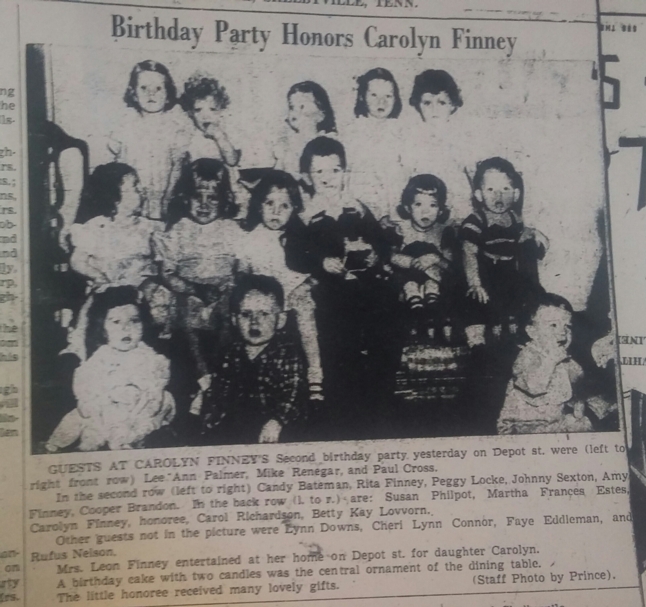 TENN.
Birthday Party Honors Carolyn Finney
GUESTS AT CAROLYN FINNEY'S Second birthday party yesterday on Depot st. were (left to
right front row) Lee Ann Palmer, Mike Renegar, and Paul Cross.
In the second row (left to right) Candy Bateman, Rita Finney, Peggy Locke, Johnny Sexton, Amy
Finney, Cooper Brandon. In the back row (l. to r.) are: Susan Philpot, Martha Frances Estes,
Carolyn Finney, honoree, Carol Richardson, Betty Kay Lovvorn.
Other guests not in the picture were Lynn Downs, Cheri Lynn Connor, Faye Eddleman, and
Rufus Nelson.
Mrs. Leon Finney entertained at her home on Depot st. for daughter Carolyn.
A birthday cake with two candles was the central ornament of the dining table.
The little honoree received many lovely gifts. (Staff Photo by Prince).